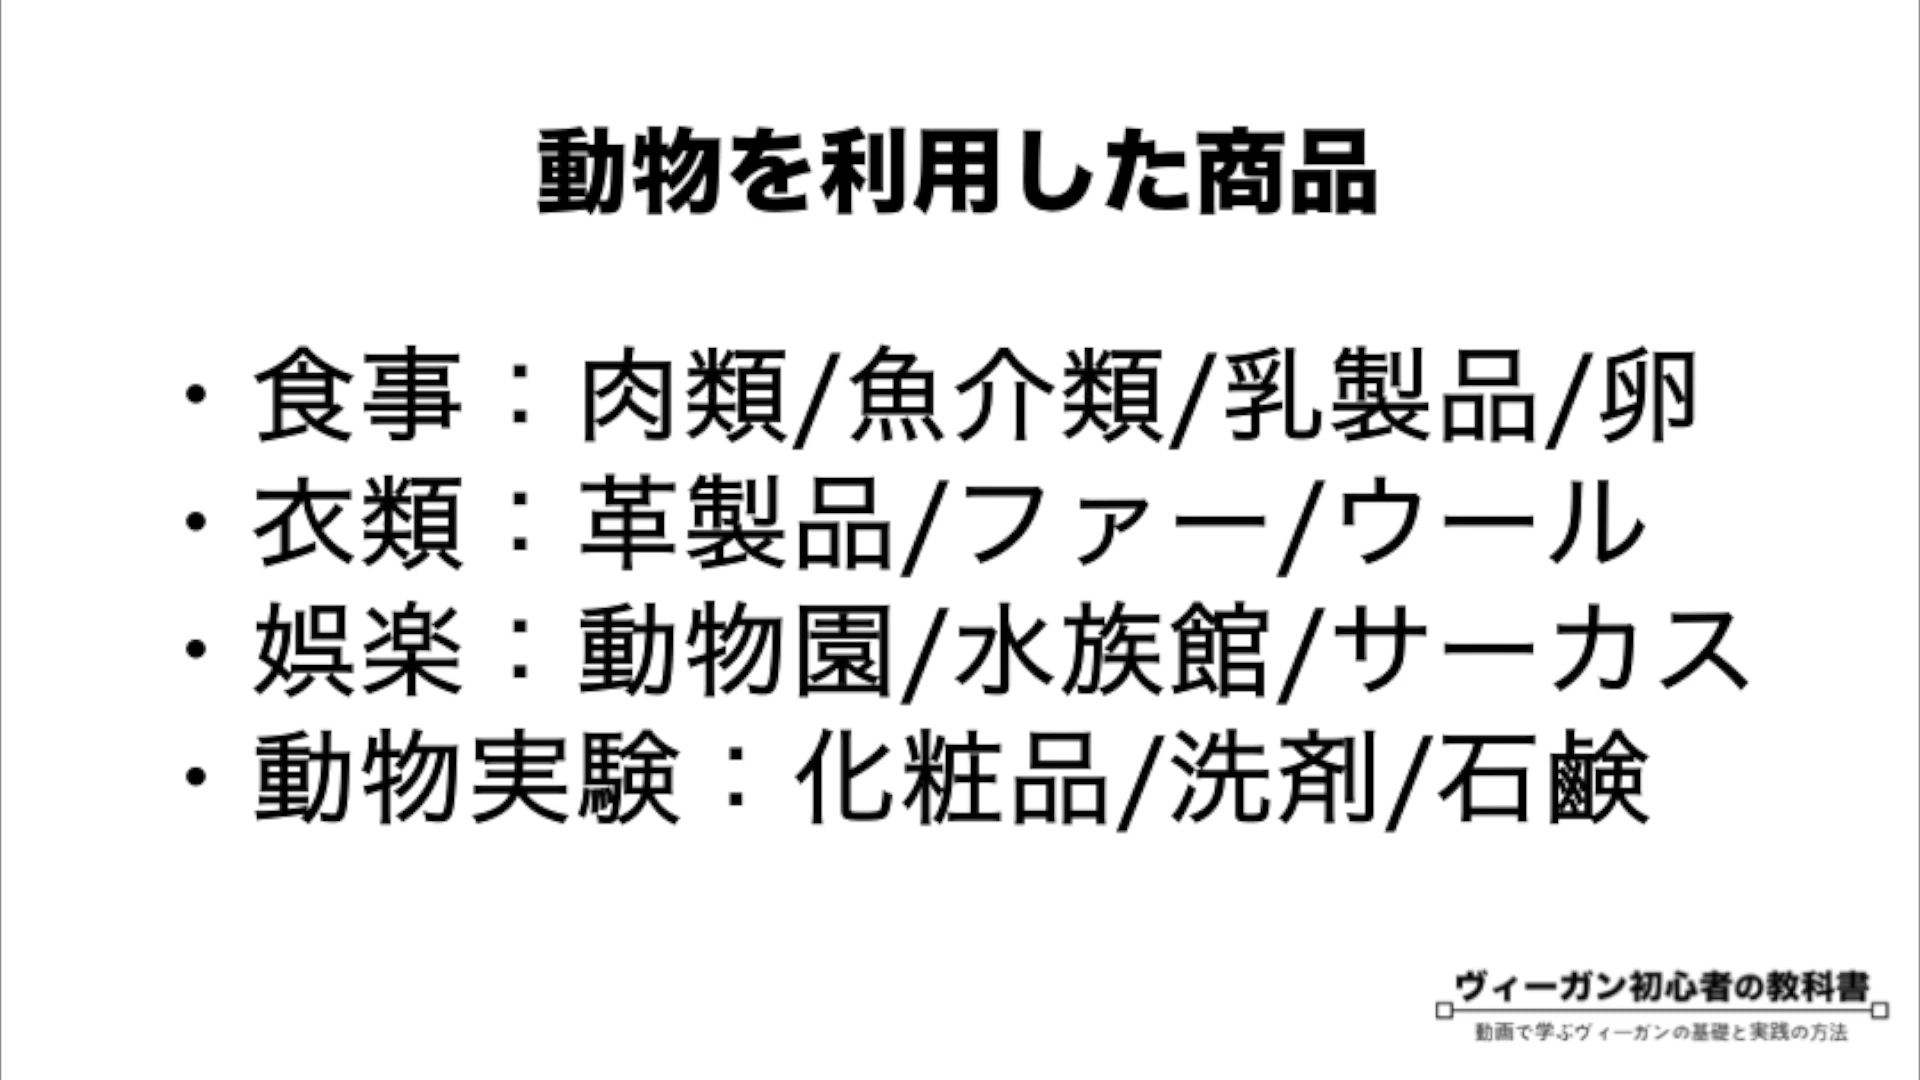 動物を利用した商品
・食事：肉類/魚介類/乳製品/卵
・衣類：革製品/ファー/ウール
・娯楽：動物園/水族館/サーカス
・動物実験：化粧品/洗剤/石鹸
ヴィーガン初心者の教科書
動画で学ぶヴィーガンの基礎と実践の方法